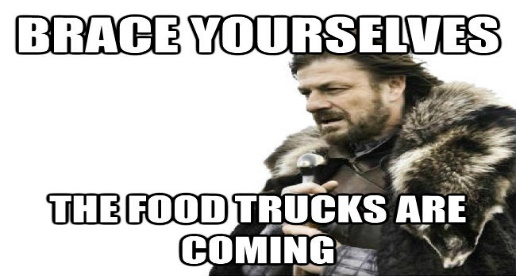 BRACE YOURSELVES
THE FOOD TRUCKS ARE
COMING